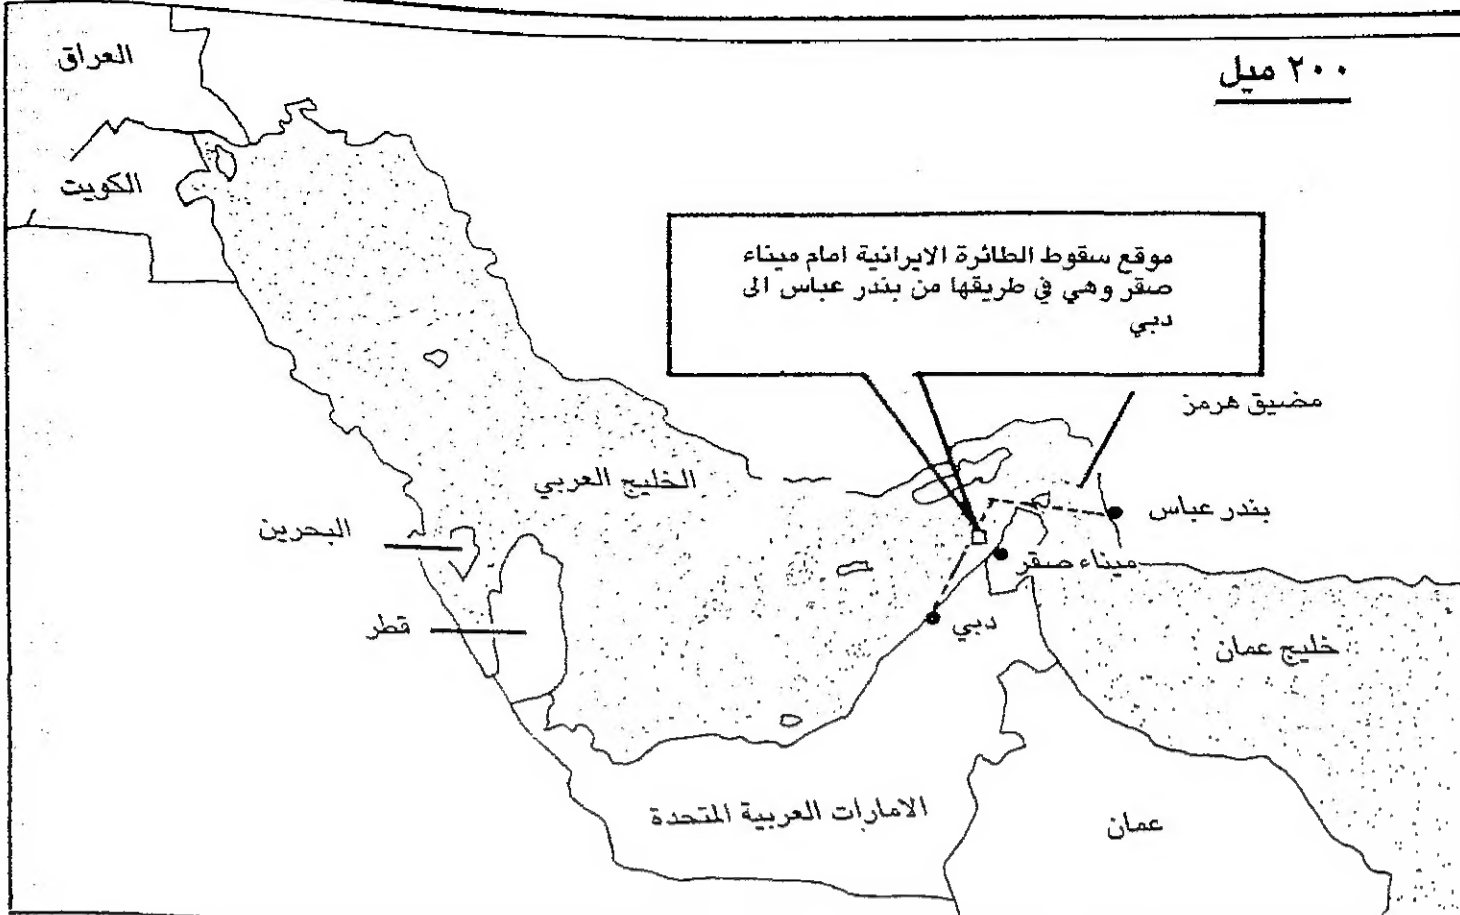 العراق
٢٠٠ ميل
الكويت
موقع سقوط الطائرة الايرانية امام ميناء
صقر وهي في طريقها من بندر عباس الى
دبي
مضيق هرمز
الخليج العربي
بندر عباس
البحرين
ميناء صقر
دبي
قطر
خليج عمان
الامارات العربية المتحدة
عمان